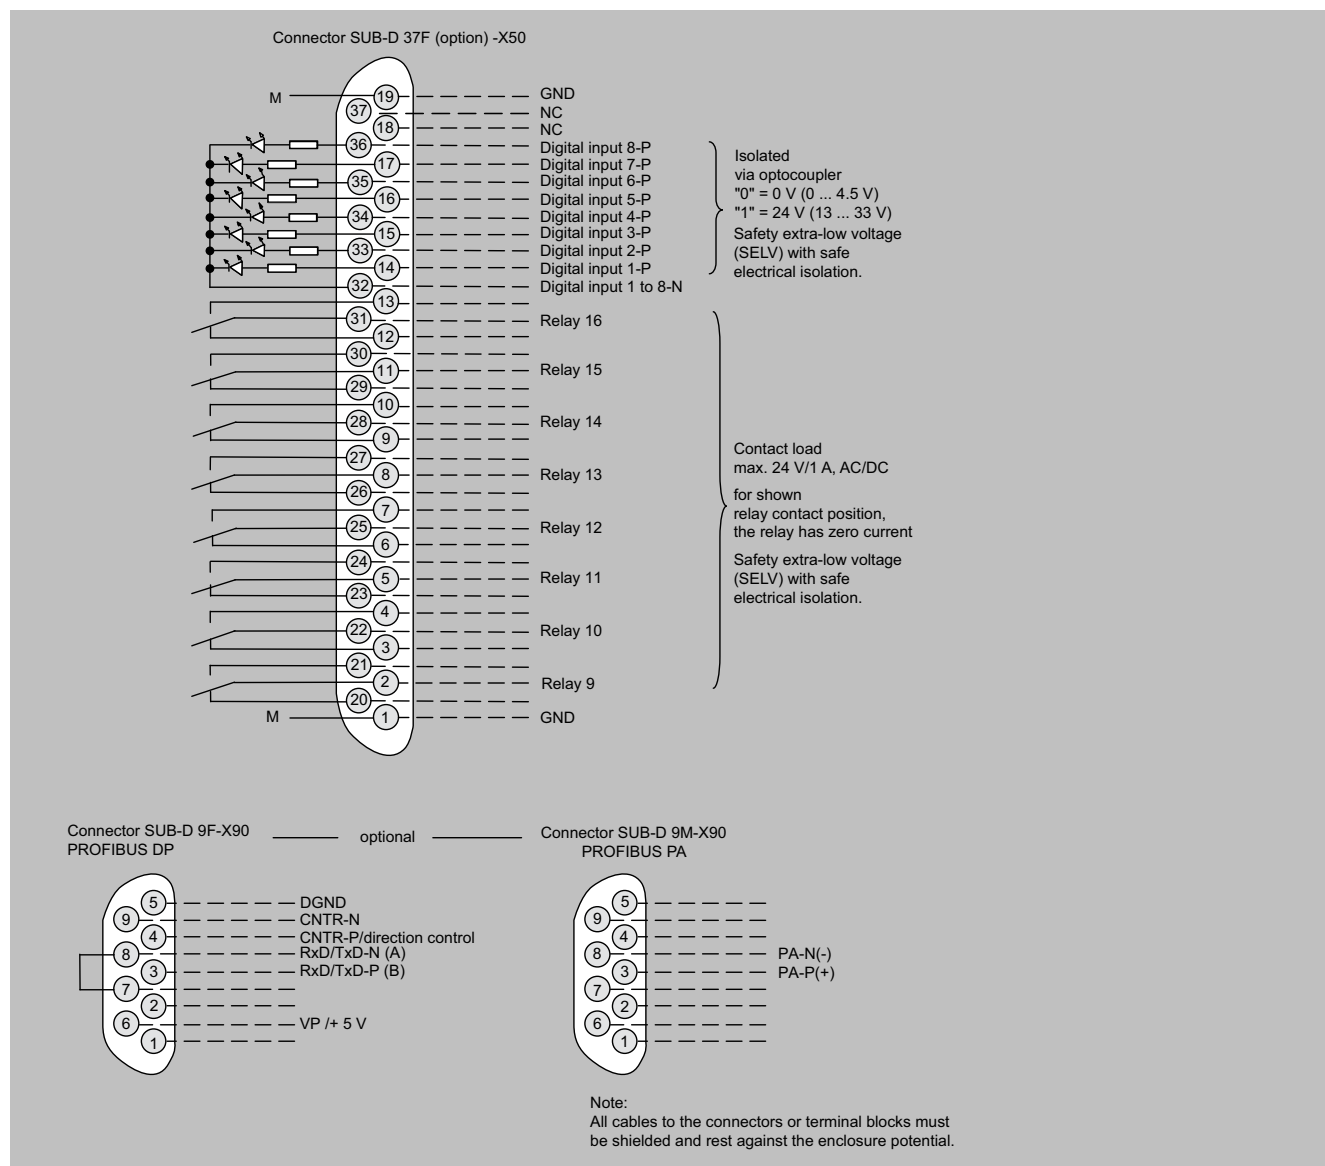 Connector SUB-D 37F (option) -X50
M
19
GND
37
NC
18
NC
36
Digital input 8-P
17
Digital input 7-P
35
Digital input 6-P
16
Digital input 5-P
34
Digital input 4-P
15
Digital input 3-P
33
Digital input 2-P
14
Digital input 1-P
32
Digital input 1 to 8-N
Isolated
via optocoupler
"0" = 0 V (0 ... 4.5 V)
"1" = 24 V (13 ... 33 V)
Safety extra-low voltage
(SELV) with safe
electrical isolation.
13
31
Relay 16
12
30
11
Relay 15
29
10
28
Relay 14
9
27
8
Relay 13
26
7
25
Relay 12
6
24
5
Relay 11
23
4
22
Relay 10
3
21
2
Relay 9
20
M
1
GND
Contact load
max. 24 V/1 A, AC/DC
for shown
relay contact position,
the relay has zero current
Safety extra-low voltage
(SELV) with safe
electrical isolation.
Connector SUB-D 9F-X90
PROFIBUS DP
optional
Connector SUB-D 9M-X90
PROFIBUS PA
5
DGND
9
CNTR-N
4
CNTR-P/direction control
8
RxD/TxD-N (A)
3
RxD/TxD-P (B)
7
2
6
VP /+ 5 V
1
5
9
4
8
PA-N(-)
3
PA-P(+)
7
2
6
1
Note:
All cables to the connectors or terminal blocks must
be shielded and rest against the enclosure potential.